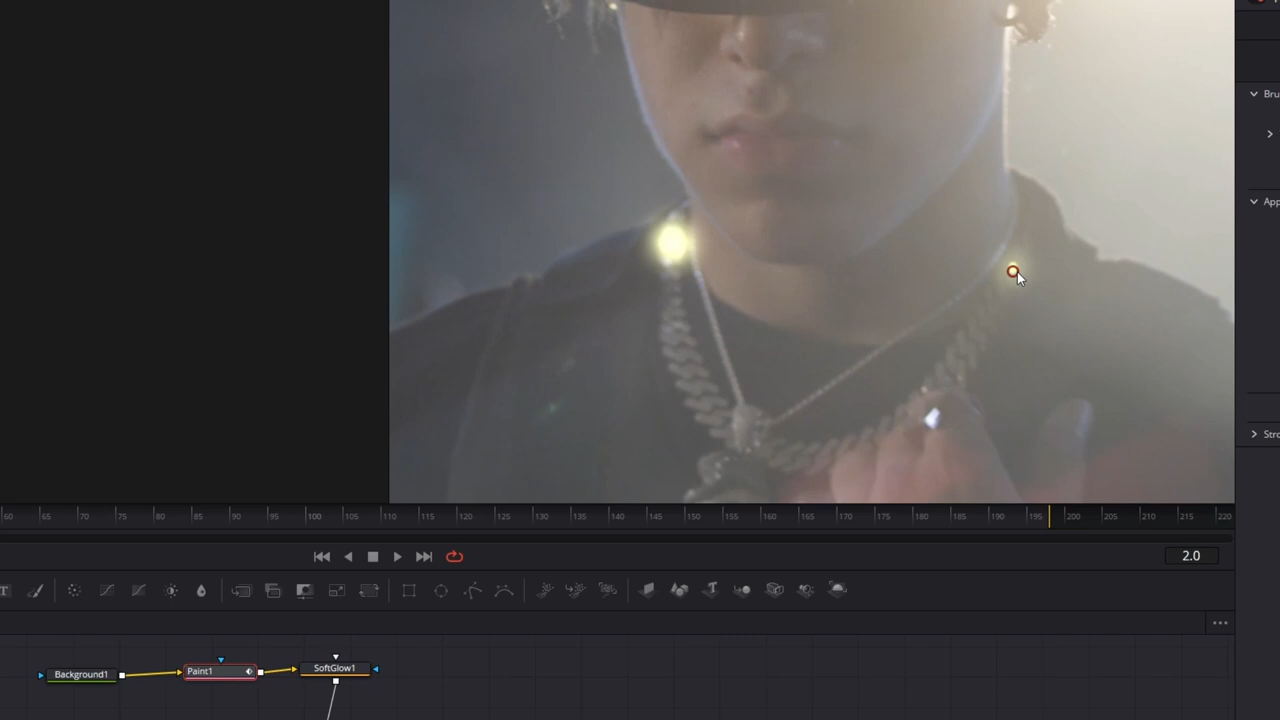 Bru
App
Stro
60 65 70 75 80 85 90 95 100 105 110 115 120 125 130 135 140 145 150 155 160 165 170 175 180 185 190 195 200 205 210 215 220
2.0
T T
Background1 Paint1 SoftGlow1